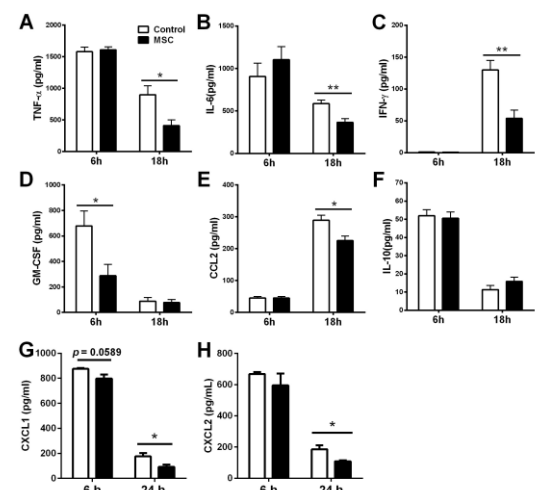 A
TNF-α (pg/ml)
2000
1500
1000
500
0
Control
MSC
*
6h
18h
B
IL-6(pg/ml)
1500
1000
500
0
**
6h
18h
C
IFN-γ (pg/ml)
200
150
100
50
0
**
6h
18h
D
GM-CSF (pg/ml)
1000
800
600
400
200
0
*
6h
18h
E
CCL2 (pg/ml)
400
300
200
100
0
*
6h
18h
F
IL-10(pg/ml)
70
60
50
40
30
20
10
0
6h
18h
G
CXCL1 (pg/ml)
1000
800
600
400
200
0
p = 0.0589
*
6 h
24 h
H
CXCL2 (pg/mL)
800
600
400
200
0
*
6 h
24 h